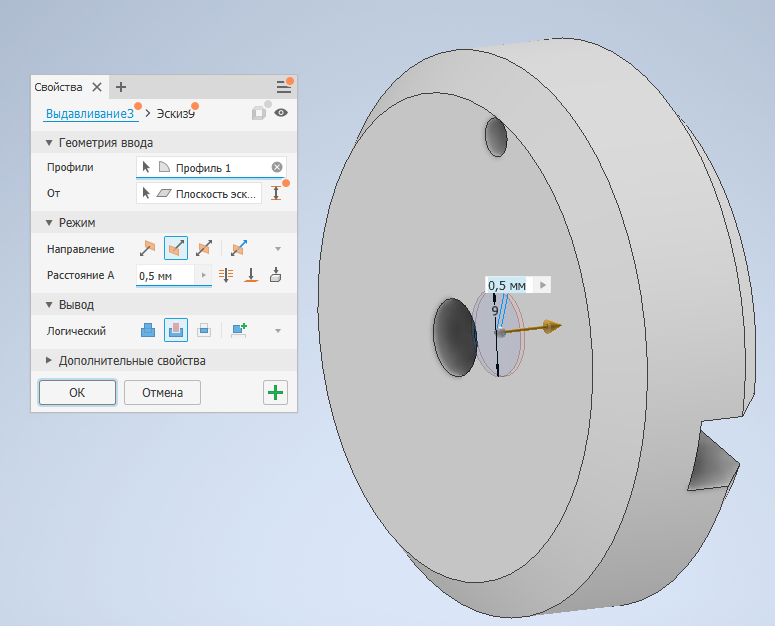 Свойства
Выдавливание3 > Эскиз9
Геометрия ввода
Профили Профиль 1
От Плоскость эск...
Режим
Направление
Расстояние A 0,5 мм
Вывод
Логический
Дополнительные свойства
ОК Отмена
0,5 мм
9